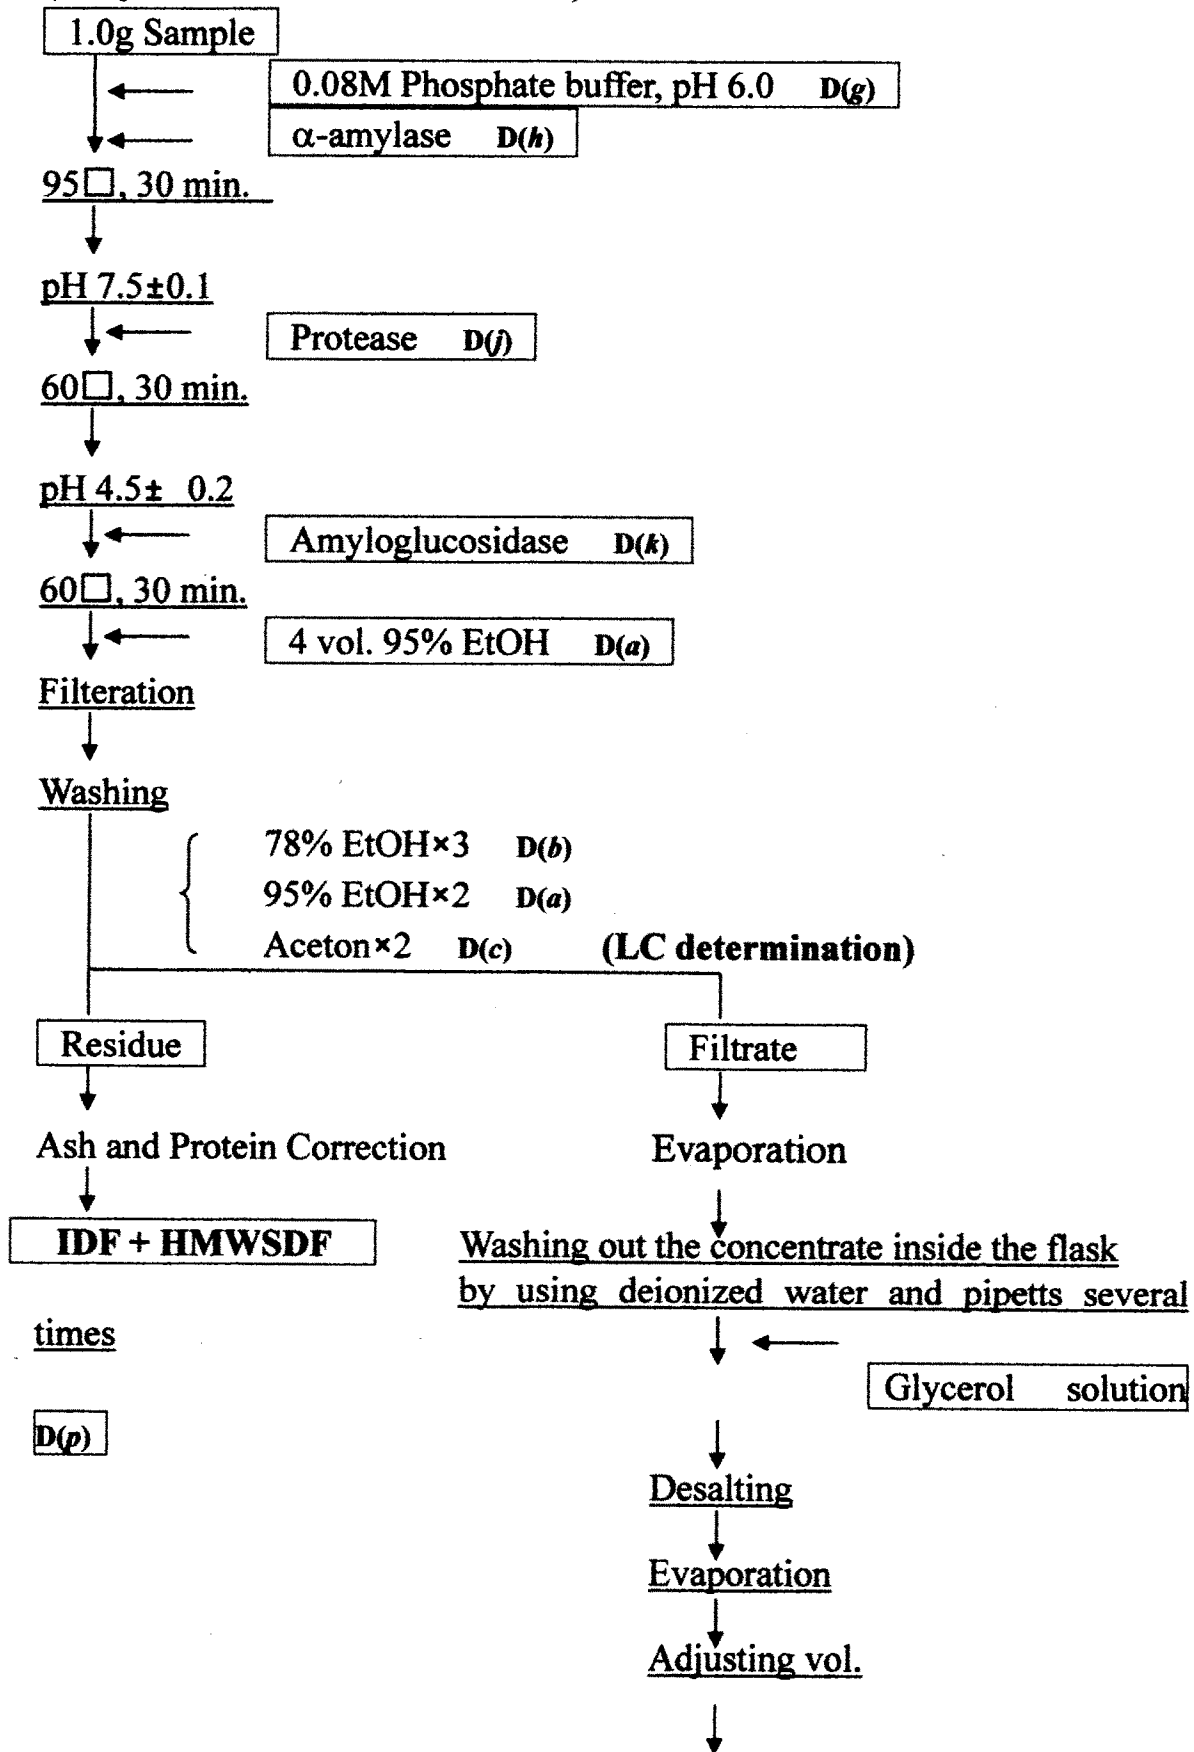 1.0g Sample
0.08M Phosphate buffer, pH 6.0 D(g)
α-amylase D(h)
95□, 30 min.
pH 7.5±0.1
Protease D(j)
60□, 30 min.
pH 4.5± 0.2
Amyloglucosidase D(k)
60□, 30 min.
4 vol. 95% EtOH D(a)
Filteration
Washing
78% EtOH×3 D(b)
95% EtOH×2 D(a)
Aceton×2 D(c) (LC determination)
Residue Filtrate
Ash and Protein Correction Evaporation
IDF + HMWSDF Washing out the concentrate inside the flask
by using deionized water and pipetts several
times
Glycerol solution
D(p)
Desalting
Evaporation
Adjusting vol.